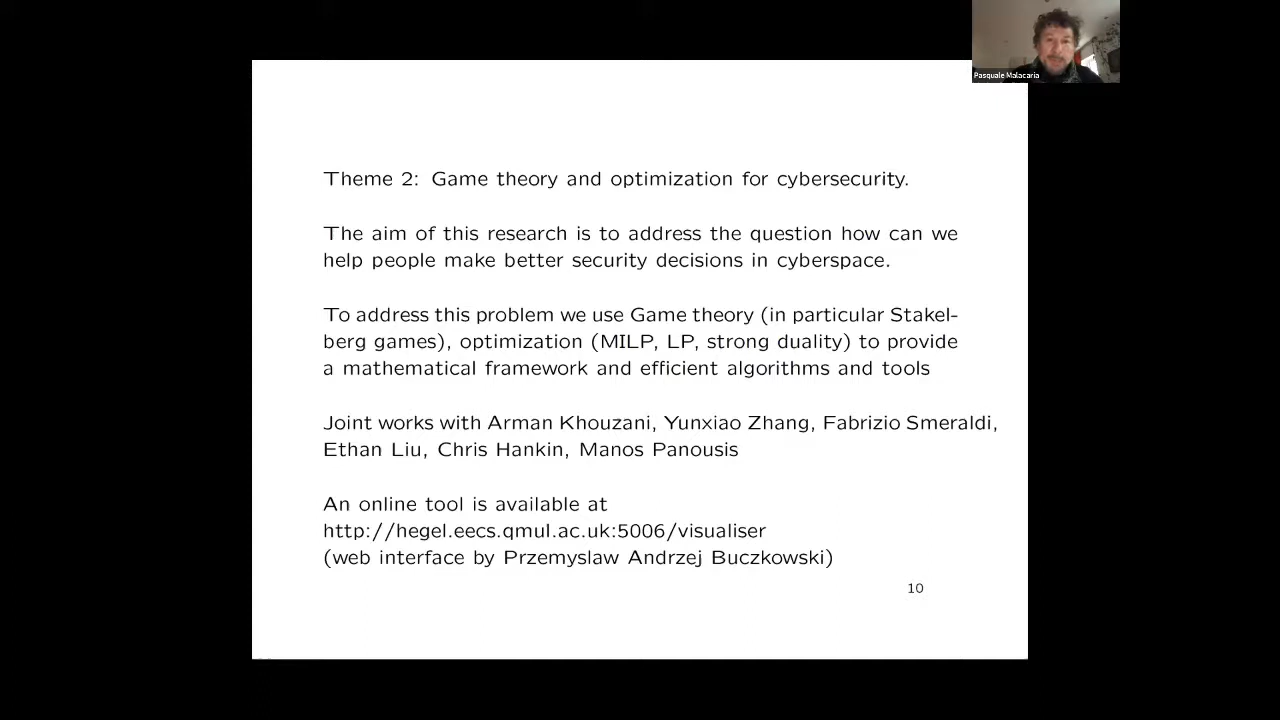 Pasquale Malacaria
Theme 2: Game theory and optimization for cybersecurity.
The aim of this research is to address the question how can we
help people make better security decisions in cyberspace.
To address this problem we use Game theory (in particular Stakel-
berg games), optimization (MILP, LP, strong duality) to provide
a mathematical framework and efficient algorithms and tools
Joint works with Arman Khouzani, Yunxiao Zhang, Fabrizio Smeraldi,
Ethan Liu, Chris Hankin, Manos Panousis
An online tool is available at
http://hegel.eecs.qmul.ac.uk:5006/visualiser
(web interface by Przemyslaw Andrzej Buczkowski)
10